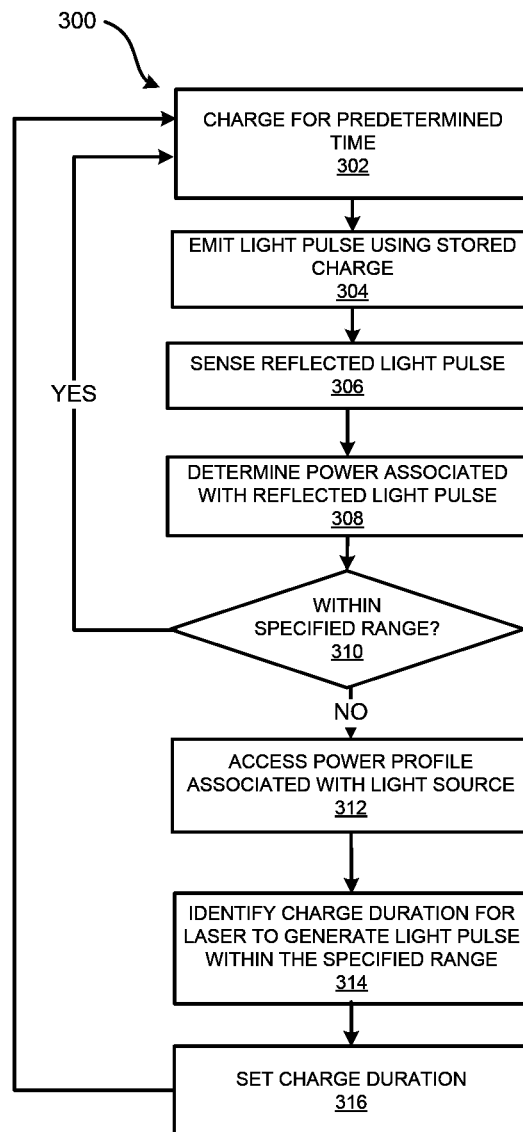 300
CHARGE FOR PREDETERMINED
TIME
302
EMIT LIGHT PULSE USING STORED
CHARGE
304
SENSE REFLECTED LIGHT PULSE
306
YES
DETERMINE POWER ASSOCIATED
WITH REFLECTED LIGHT PULSE
308
WITHIN
SPECIFIED RANGE?
310
NO
ACCESS POWER PROFILE
ASSOCIATED WITH LIGHT SOURCE
312
IDENTIFY CHARGE DURATION FOR
LASER TO GENERATE LIGHT PULSE
WITHIN THE SPECIFIED RANGE
314
SET CHARGE DURATION
316